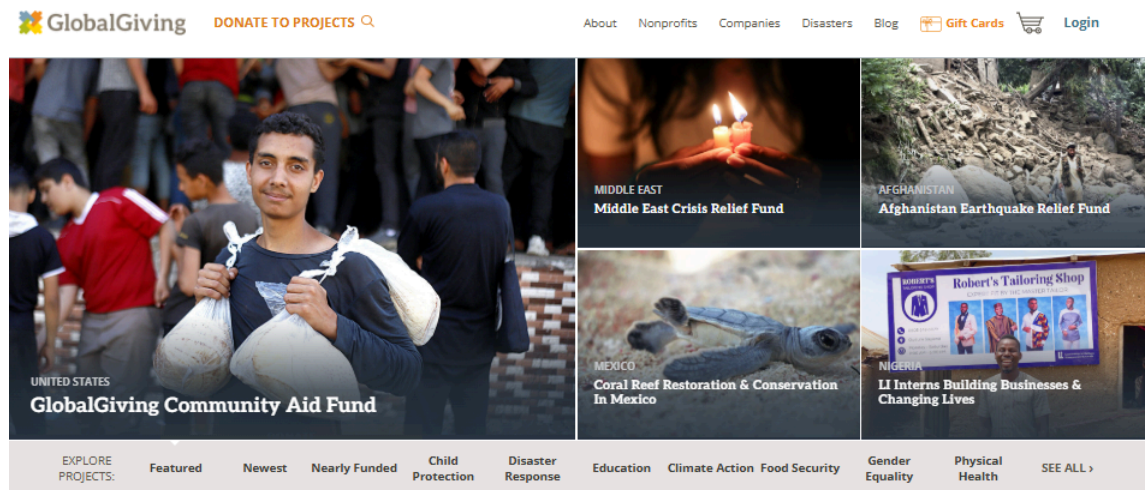 GlobalGiving
DONATE TO PROJECTS
About Nonprofits Companies Disasters Blog Gift Cards Login
UNITED STATES
GlobalGiving Community Aid Fund
MIDDLE EAST
Middle East Crisis Relief Fund
AFGHANISTAN
Afghanistan Earthquake Relief Fund
MEXICO
Coral Reef Restoration & Conservation
In Mexico
ROBERT'S
Robert's Tailoring Shop
NIGERIA
LI Interns Building Businesses &
Changing Lives
EXPLORE
PROJECTS:
Featured
Newest
Nearly Funded
Child
Protection
Disaster
Response
Education
Climate Action
Food Security
Gender
Equality
Physical
Health
SEE ALL ›